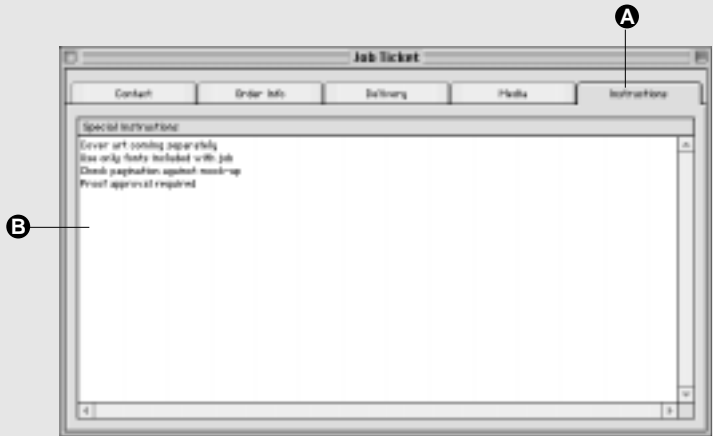 A
Job Ticket
Contact Order Info Delivery Media Instructions
Special Instructions
Cover art coming separately
Use only fonts included with job
Check pagination against mock-up
Proof approval required
B